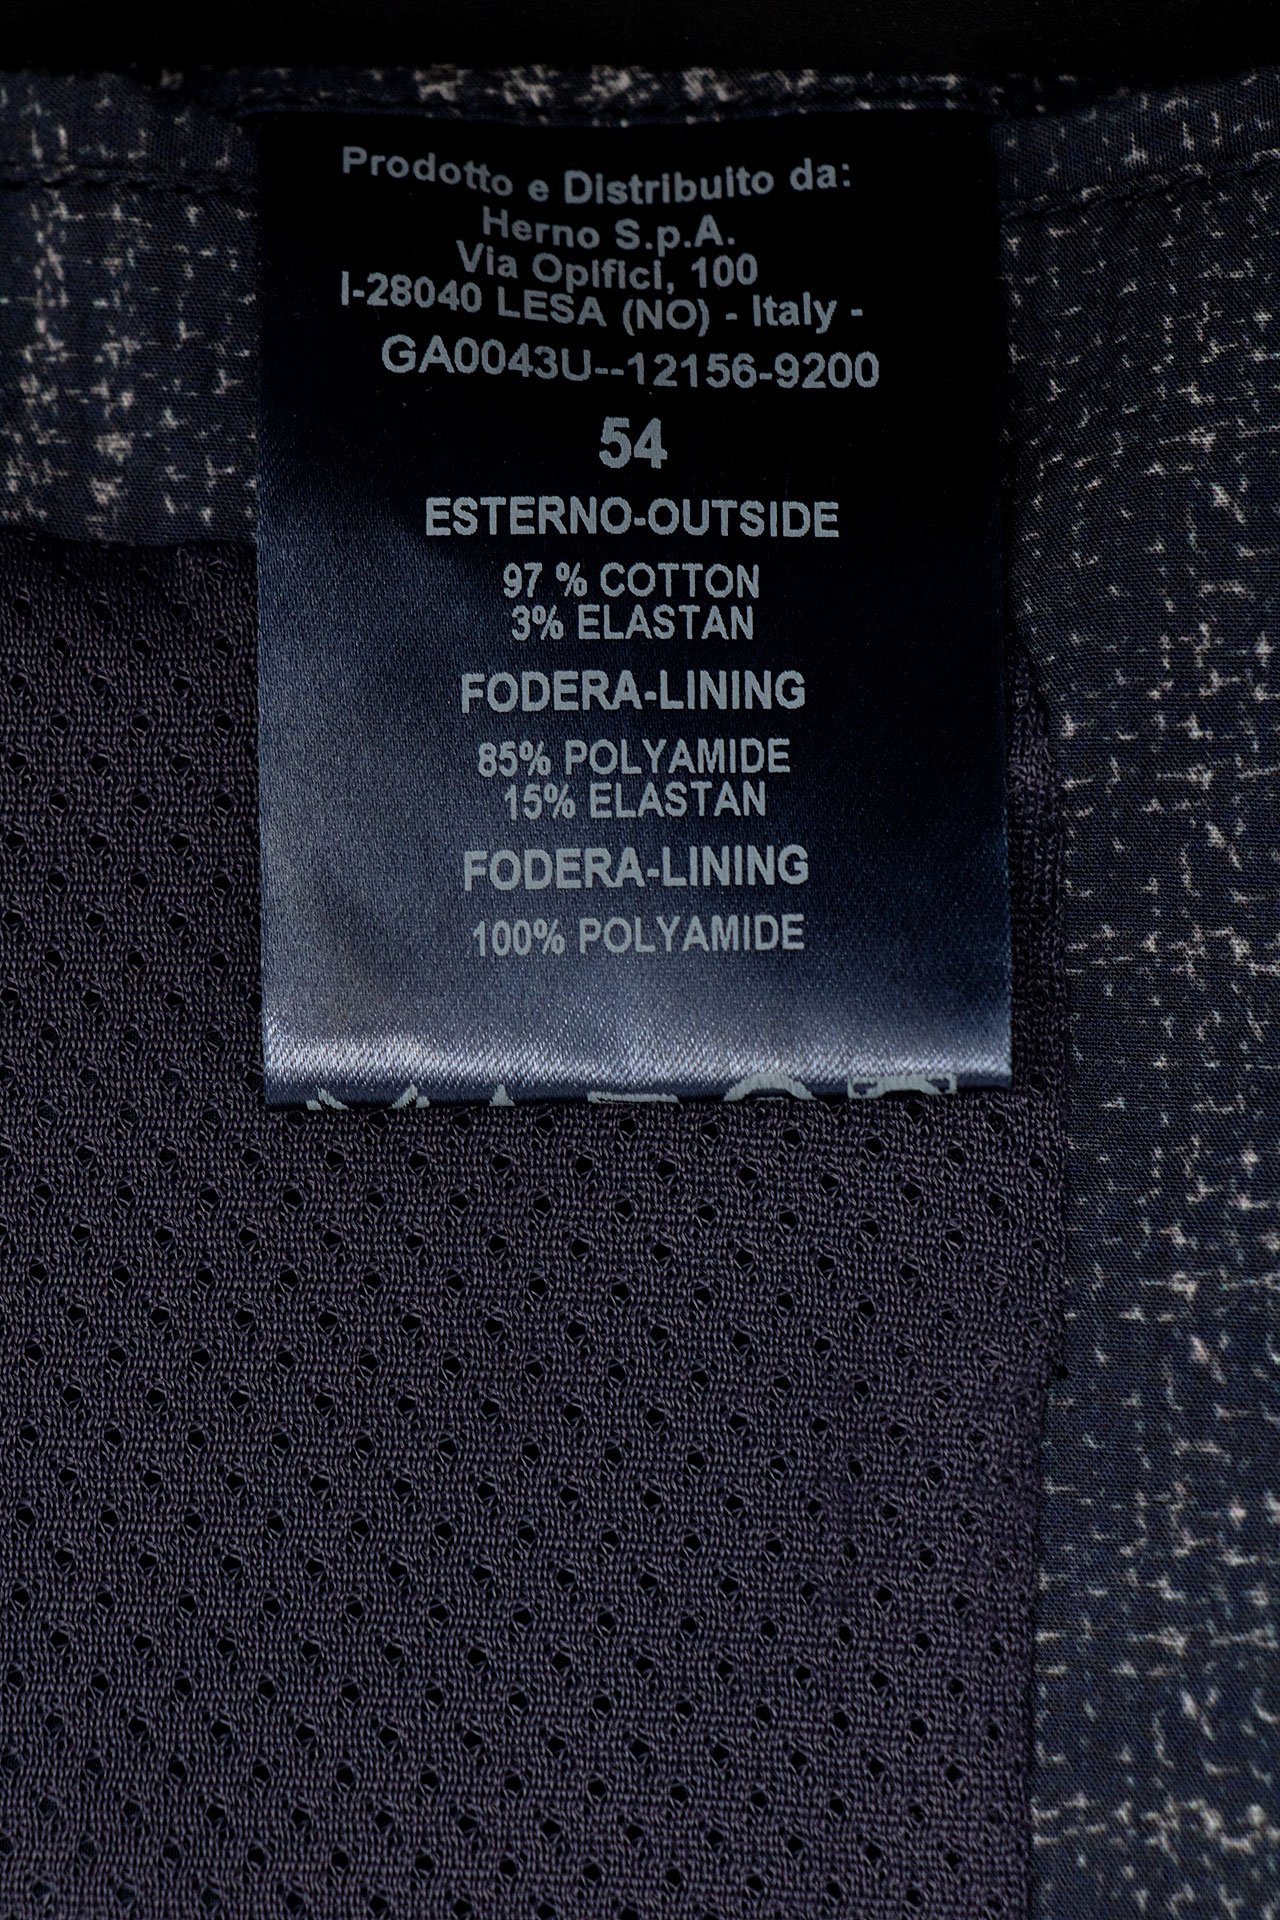 Prodotto e Distribuito da:
Herno S.p.A.
Via Opifici, 100
I-28040 LESA (NO) - Italy -
GA0043U--12156-9200
54
ESTERNO-OUTSIDE
97 % COTTON
3% ELASTAN
FODERA-LINING
85% POLYAMIDE
15% ELASTAN
FODERA-LINING
100% POLYAMIDE